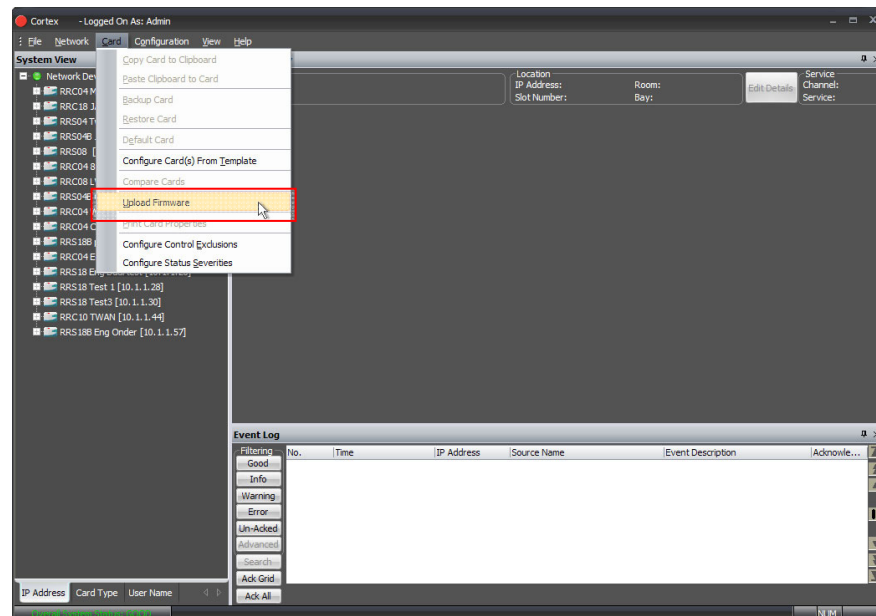 Cortex - Logged On As: Admin
File Network Card Configuration View Help
System View
Copy Card to Clipboard
Paste Clipboard to Card
Backup Card
Restore Card
Default Card
Configure Card(s) From Template
Compare Cards
Upload Firmware
Print Card Properties
Configure Control Exclusions
Configure Status Severities
Network Dev
RRC04 M
RRC18 J
RRS04 T
RRS04B
RRS08 [
RRC04 8
RRC08 L
RRS04B
RRC04
RRC04 C
RRS18B
RRC04 E
RRS18 Eng
RRS18 Test 1 [10.1.1.28]
RRS18 Test3 [10.1.1.30]
RRC10 TWAN [10.1.1.44]
RRS18B Eng Onder [10.1.1.57]
Location
IP Address: Room:
Slot Number: Bay:
Edit Details
Service
Channel:
Service:
Event Log
Filtering
Good
Info
Warning
Error
Un-Acked
Advanced
Search
Ack Grid
Ack All
No. Time IP Address Source Name Event Description Acknowle...
IP Address Card Type User Name
NUM